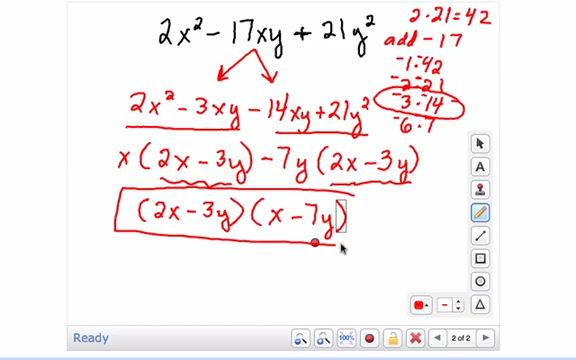 2x² - 17xy + 21y²
2·21=42
add -17
-1·-42
-2·-21
-3·-14
-6·-7
2x² - 3xy - 14xy + 21y²
x(2x - 3y) - 7y(2x - 3y)
(2x - 3y)(x - 7y)
A
100%
Ready
2 of 2